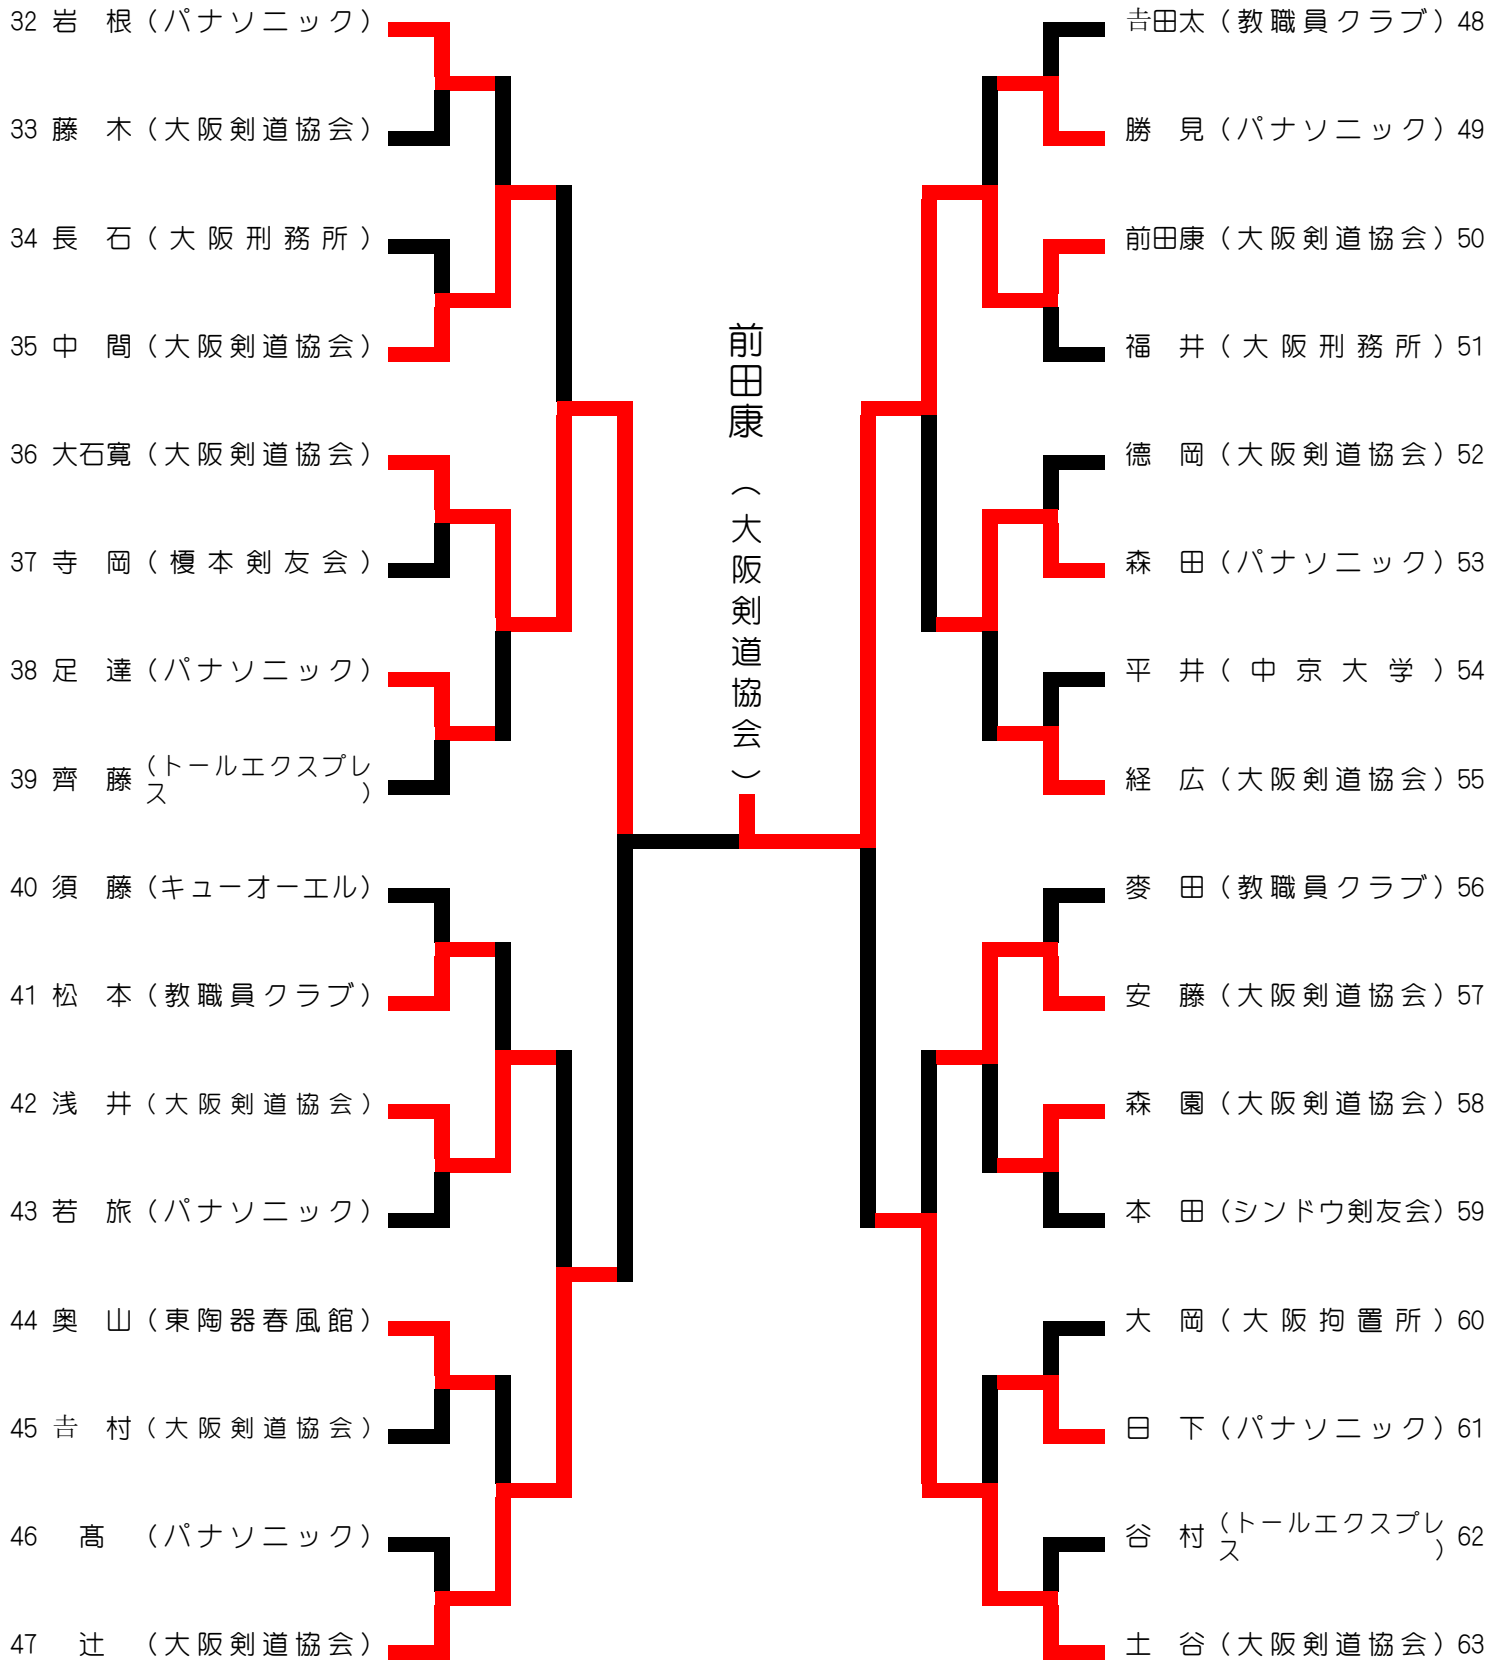 32 岩 根 (パナソニック)
33 藤 木 (大阪剣道協会)
34 長 石 (大阪刑務所)
35 中 間 (大阪剣道協会)
36 大石寛 (大阪剣道協会)
37 寺 岡 (榎本剣友会)
38 足 達 (パナソニック)
39 齊 藤 (トールエクスプレ
ス)
40 須 藤 (キューオーエル)
41 松 本 (教職員クラブ)
42 浅 井 (大阪剣道協会)
43 若 旅 (パナソニック)
44 奥 山 (東陶器春風館)
45 𠮷 村 (大阪剣道協会)
46 髙 (パナソニック)
47 辻 (大阪剣道協会)
前田康 (大阪剣道協会)
𠮷田太 (教職員クラブ) 48
勝 見 (パナソニック) 49
前田康 (大阪剣道協会) 50
福 井 (大阪刑務所) 51
德 岡 (大阪剣道協会) 52
森 田 (パナソニック) 53
平 井 (中京大学) 54
経 広 (大阪剣道協会) 55
麥 田 (教職員クラブ) 56
安 藤 (大阪剣道協会) 57
森 園 (大阪剣道協会) 58
本 田 (シンドウ剣友会) 59
大 岡 (大阪拘置所) 60
日 下 (パナソニック) 61
谷 村 (トールエクスプレ
ス) 62
土 谷 (大阪剣道協会) 63